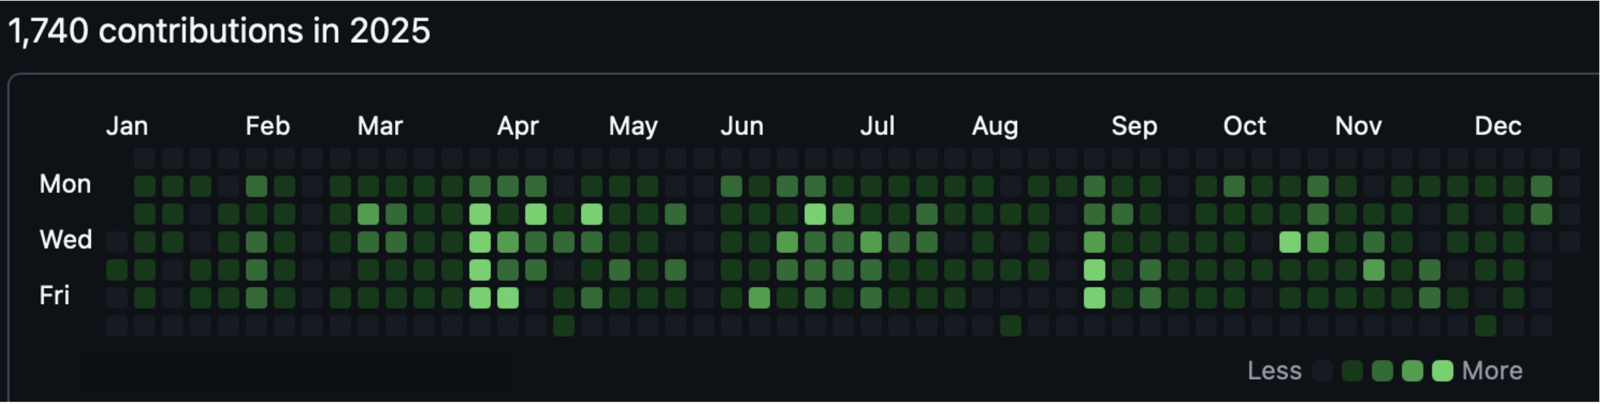 1,740 contributions in 2025
Jan Feb Mar Apr May Jun Jul Aug Sep Oct Nov Dec
Mon
Wed
Fri
Less More